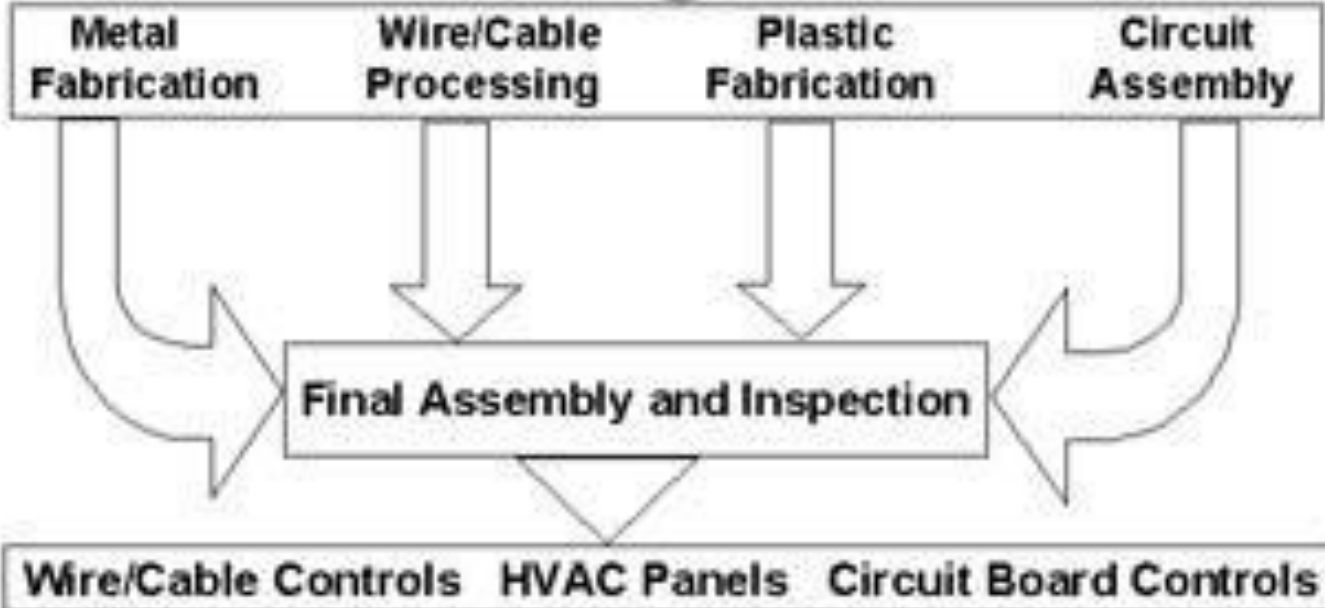 Metal Fabrication
Wire/Cable Processing
Plastic Fabrication
Circuit Assembly
Final Assembly and Inspection
Wire/Cable Controls HVAC Panels Circuit Board Controls